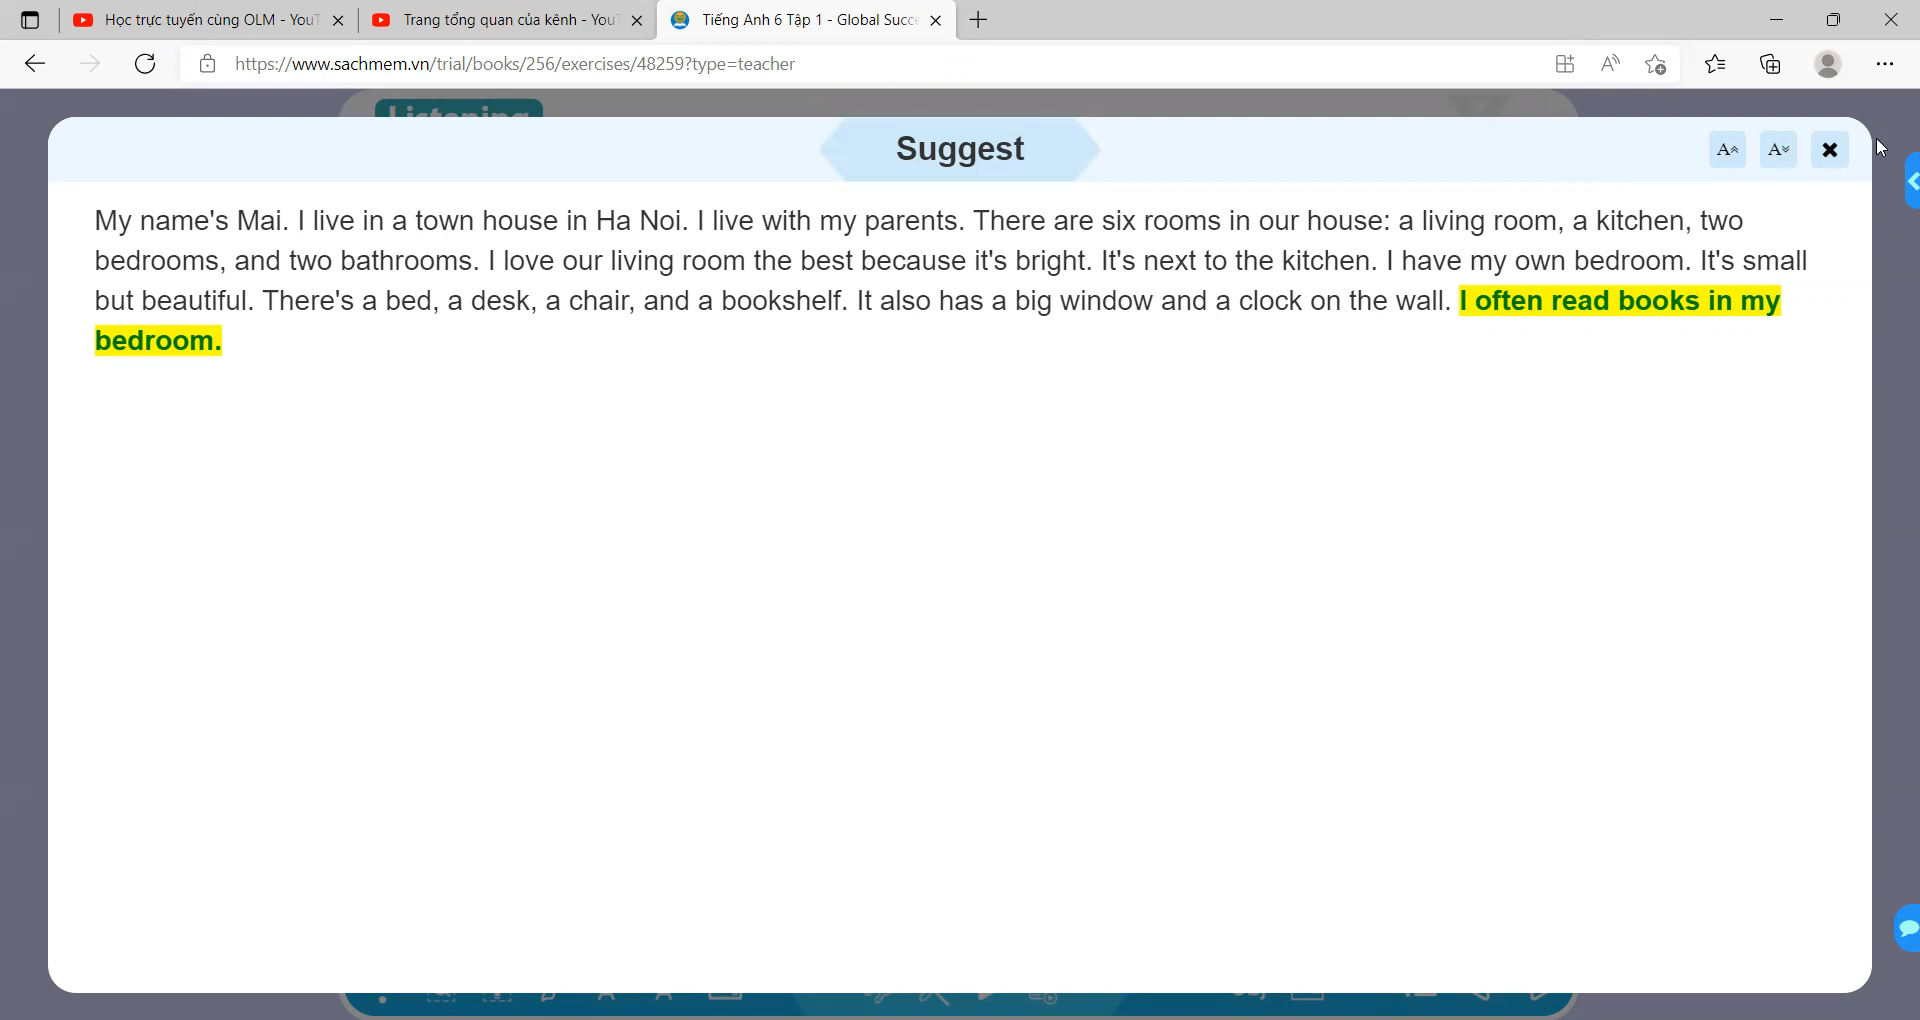 Học trực tuyến cùng OLM - YouT
Trang tổng quan của kênh - YouT
Tiếng Anh 6 Tập 1 - Global Succe
https://www.sachmem.vn/trial/books/256/exercises/48259?type=teacher
Listening
Suggest
My name's Mai. I live in a town house in Ha Noi. I live with my parents. There are six rooms in our house: a living room, a kitchen, two
bedrooms, and two bathrooms. I love our living room the best because it's bright. It's next to the kitchen. I have my own bedroom. It's small
but beautiful. There's a bed, a desk, a chair, and a bookshelf. It also has a big window and a clock on the wall. I often read books in my
bedroom.